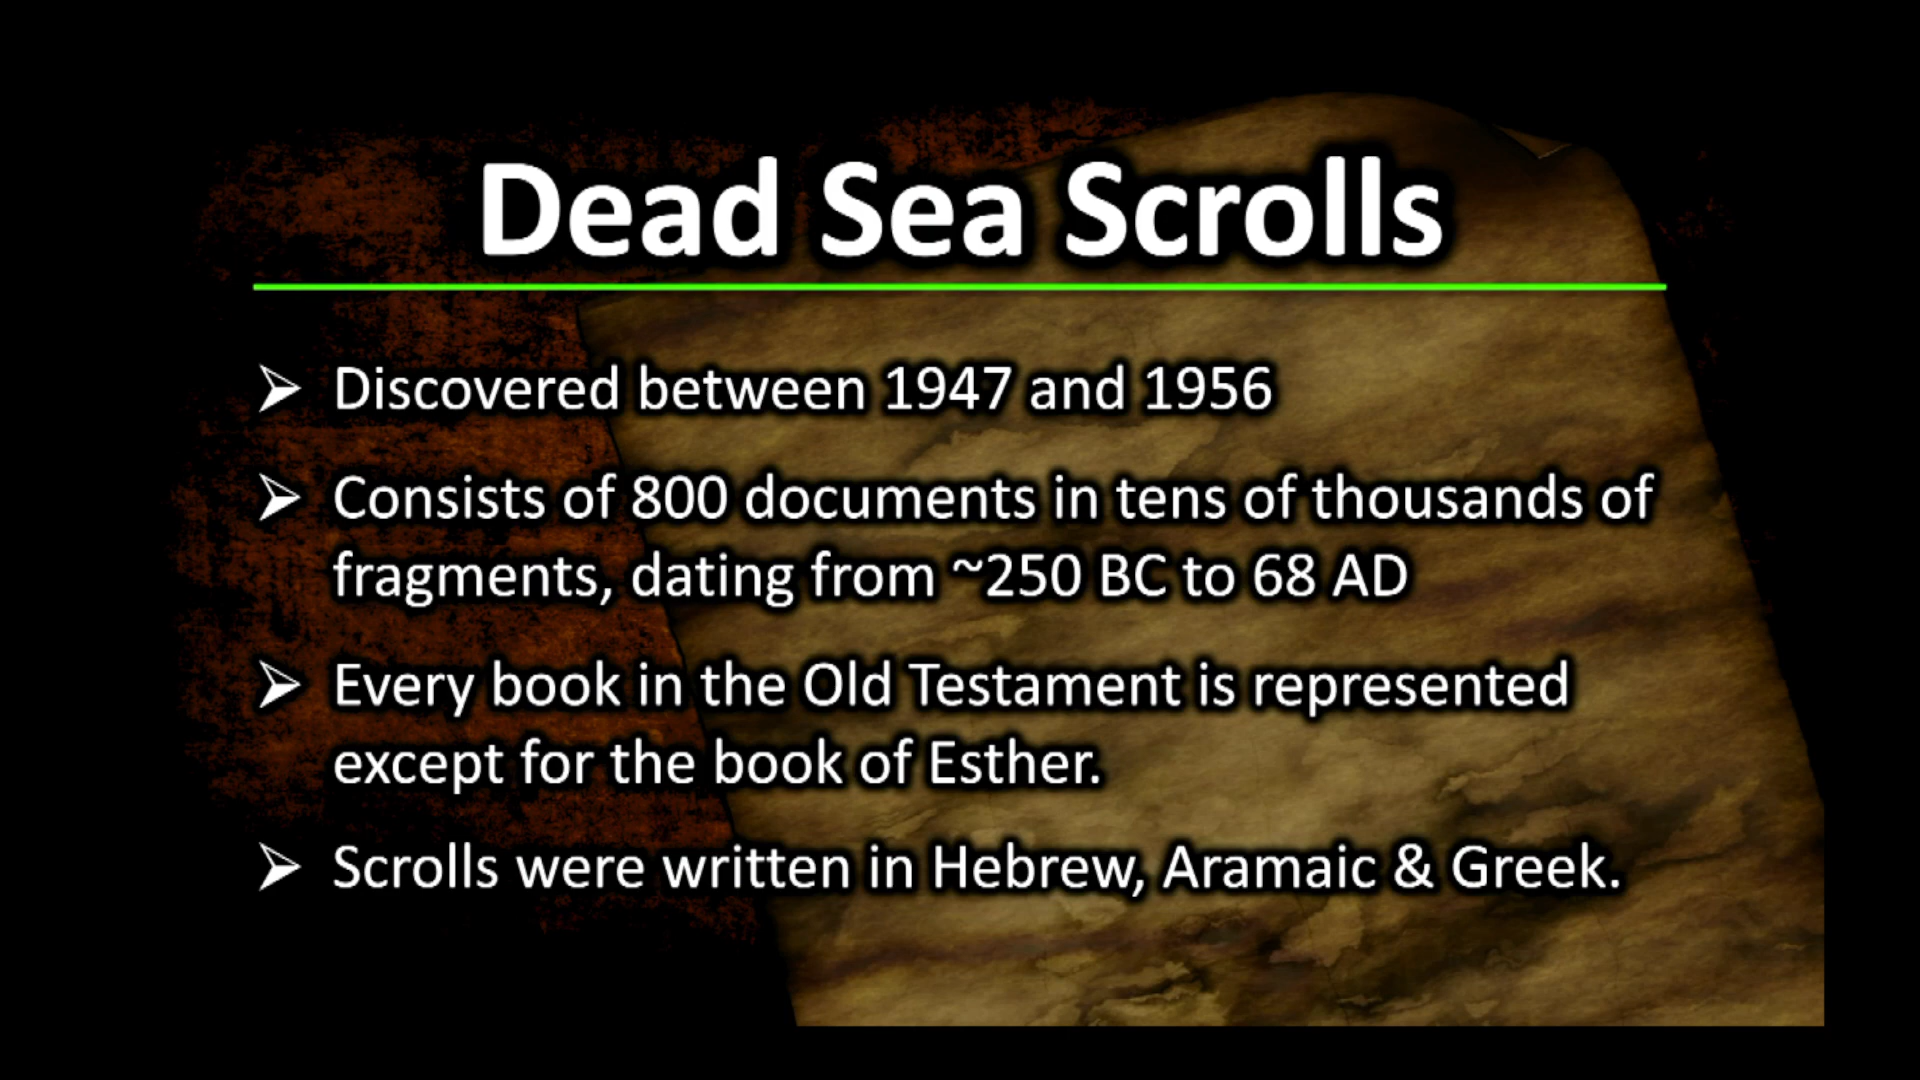 Dead Sea Scrolls
➢ Discovered between 1947 and 1956
➢ Consists of 800 documents in tens of thousands of
fragments, dating from ~250 BC to 68 AD
➢ Every book in the Old Testament is represented
except for the book of Esther.
➢ Scrolls were written in Hebrew, Aramaic & Greek.